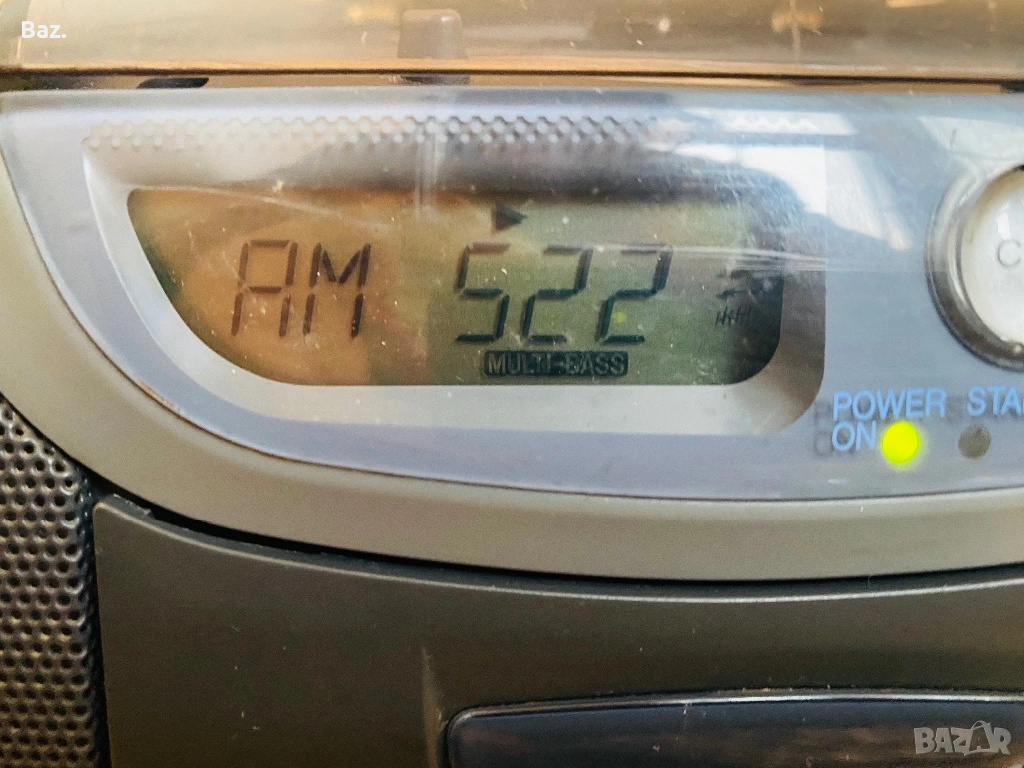 Baz.
AM 522
MULTI-BASS
POWER
ON
BAZAR